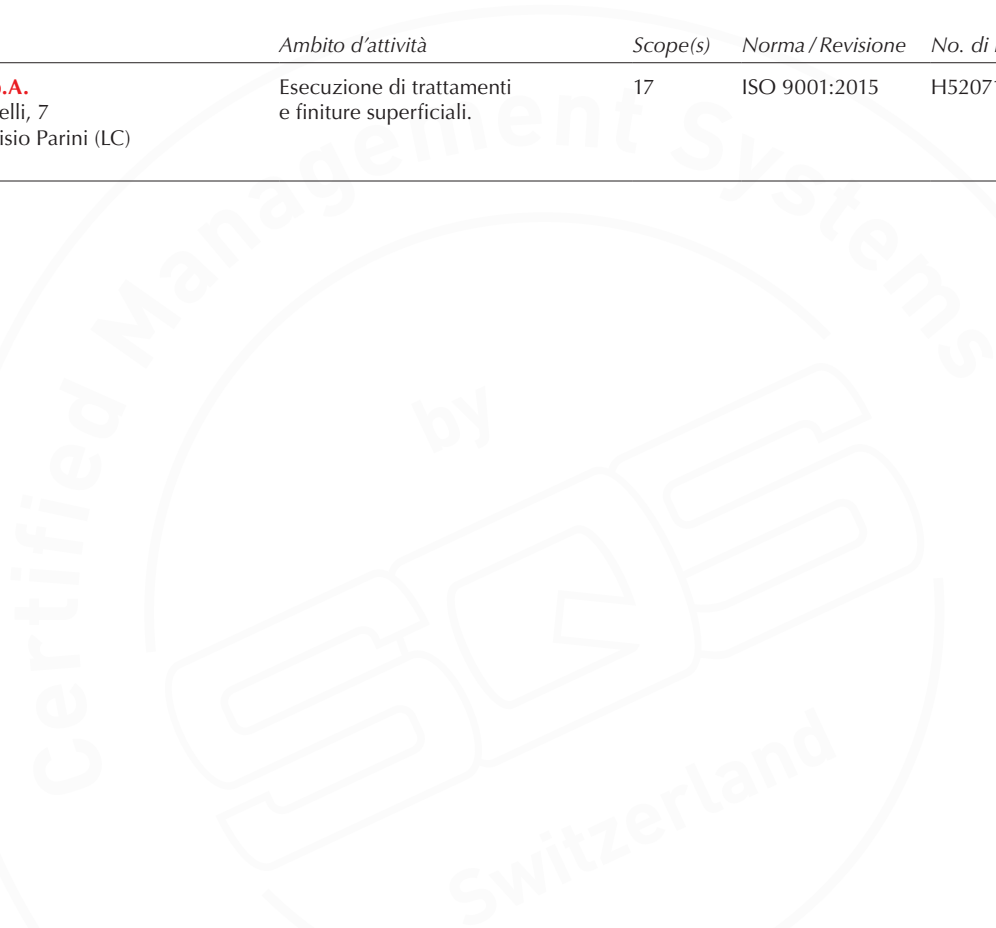 Ambito d'attività Scope(s) Norma / Revisione No. di
.A. Esecuzione di trattamenti 17 ISO 9001:2015 H5207
elli, 7 e finiture superficiali.
isio Parini (LC)
Certified Management Systems
by
SQS
Switzerland